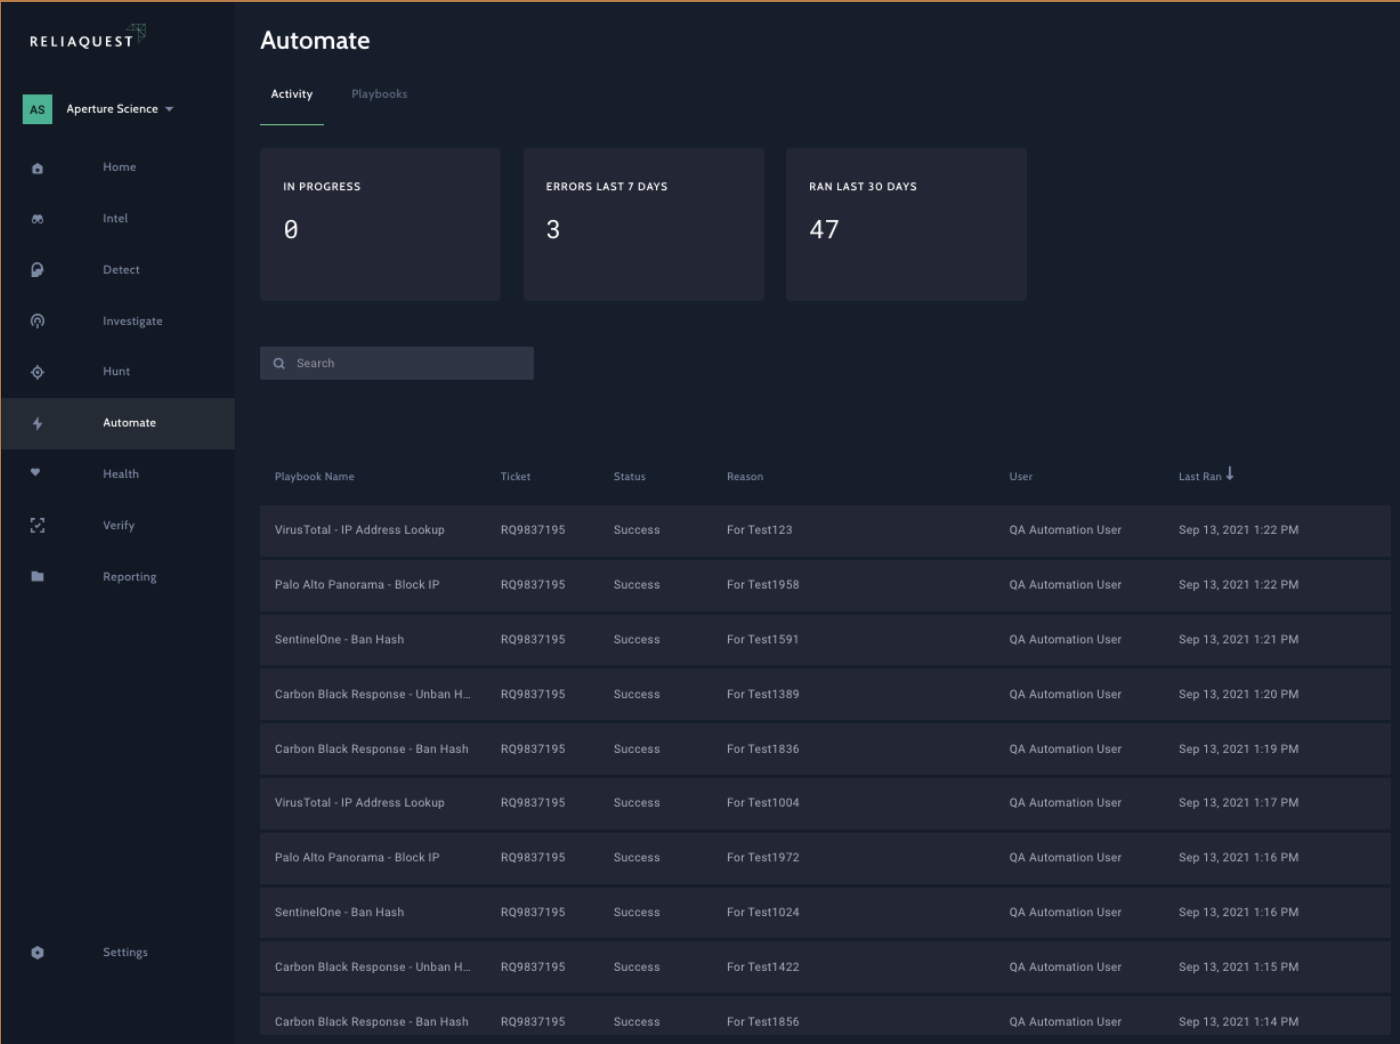 RELIAQUEST
AS Aperture Science
Home
Intel
Detect
Investigate
Hunt
Automate
Health
Verify
Reporting
Settings
Automate
Activity Playbooks
IN PROGRESS
0
ERRORS LAST 7 DAYS
3
RAN LAST 30 DAYS
47
Search
Playbook Name Ticket Status Reason User Last Ran
VirusTotal - IP Address Lookup RQ9837195 Success For Test123 QA Automation User Sep 13, 2021 1:22 PM
Palo Alto Panorama - Block IP RQ9837195 Success For Test1958 QA Automation User Sep 13, 2021 1:22 PM
SentinelOne - Ban Hash RQ9837195 Success For Test1591 QA Automation User Sep 13, 2021 1:21 PM
Carbon Black Response - Unban H... RQ9837195 Success For Test1389 QA Automation User Sep 13, 2021 1:20 PM
Carbon Black Response - Ban Hash RQ9837195 Success For Test1836 QA Automation User Sep 13, 2021 1:19 PM
VirusTotal - IP Address Lookup RQ9837195 Success For Test1004 QA Automation User Sep 13, 2021 1:17 PM
Palo Alto Panorama - Block IP RQ9837195 Success For Test1972 QA Automation User Sep 13, 2021 1:16 PM
SentinelOne - Ban Hash RQ9837195 Success For Test1024 QA Automation User Sep 13, 2021 1:16 PM
Carbon Black Response - Unban H... RQ9837195 Success For Test1422 QA Automation User Sep 13, 2021 1:15 PM
Carbon Black Response - Ban Hash RQ9837195 Success For Test1856 QA Automation User Sep 13, 2021 1:14 PM